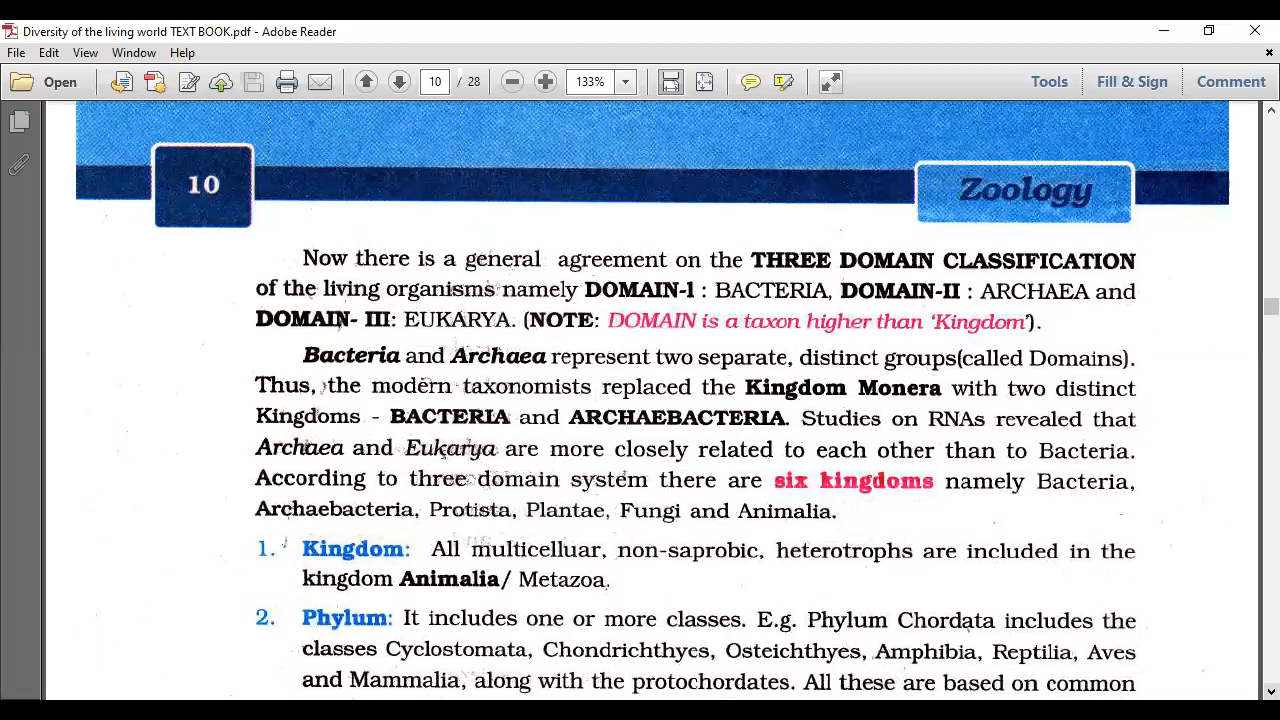 Diversity of the living world TEXT BOOK.pdf - Adobe Reader
File Edit View Window Help
Open 10 / 28 133% Tools Fill & Sign Comment
10
Zoology
Now there is a general agreement on the THREE DOMAIN CLASSIFICATION
of the living organisms namely DOMAIN-l : BACTERIA, DOMAIN-II : ARCHAEA and
DOMAIN- III: EUKARYA. (NOTE: DOMAIN is a taxon higher than ‘Kingdom’).
Bacteria and Archaea represent two separate, distinct groups(called Domains).
Thus, the modern taxonomists replaced the Kingdom Monera with two distinct
Kingdoms - BACTERIA and ARCHAEBACTERIA. Studies on RNAs revealed that
Archaea and Eukarya are more closely related to each other than to Bacteria.
According to three domain system there are six kingdoms namely Bacteria,
Archaebacteria, Protista, Plantae, Fungi and Animalia.
1. Kingdom: All multicelluar, non-saprobic, heterotrophs are included in the
kingdom Animalia/ Metazoa.
2. Phylum: It includes one or more classes. E.g. Phylum Chordata includes the
classes Cyclostomata, Chondrichthyes, Osteichthyes, Amphibia, Reptilia, Aves
and Mammalia, along with the protochordates. All these are based on common